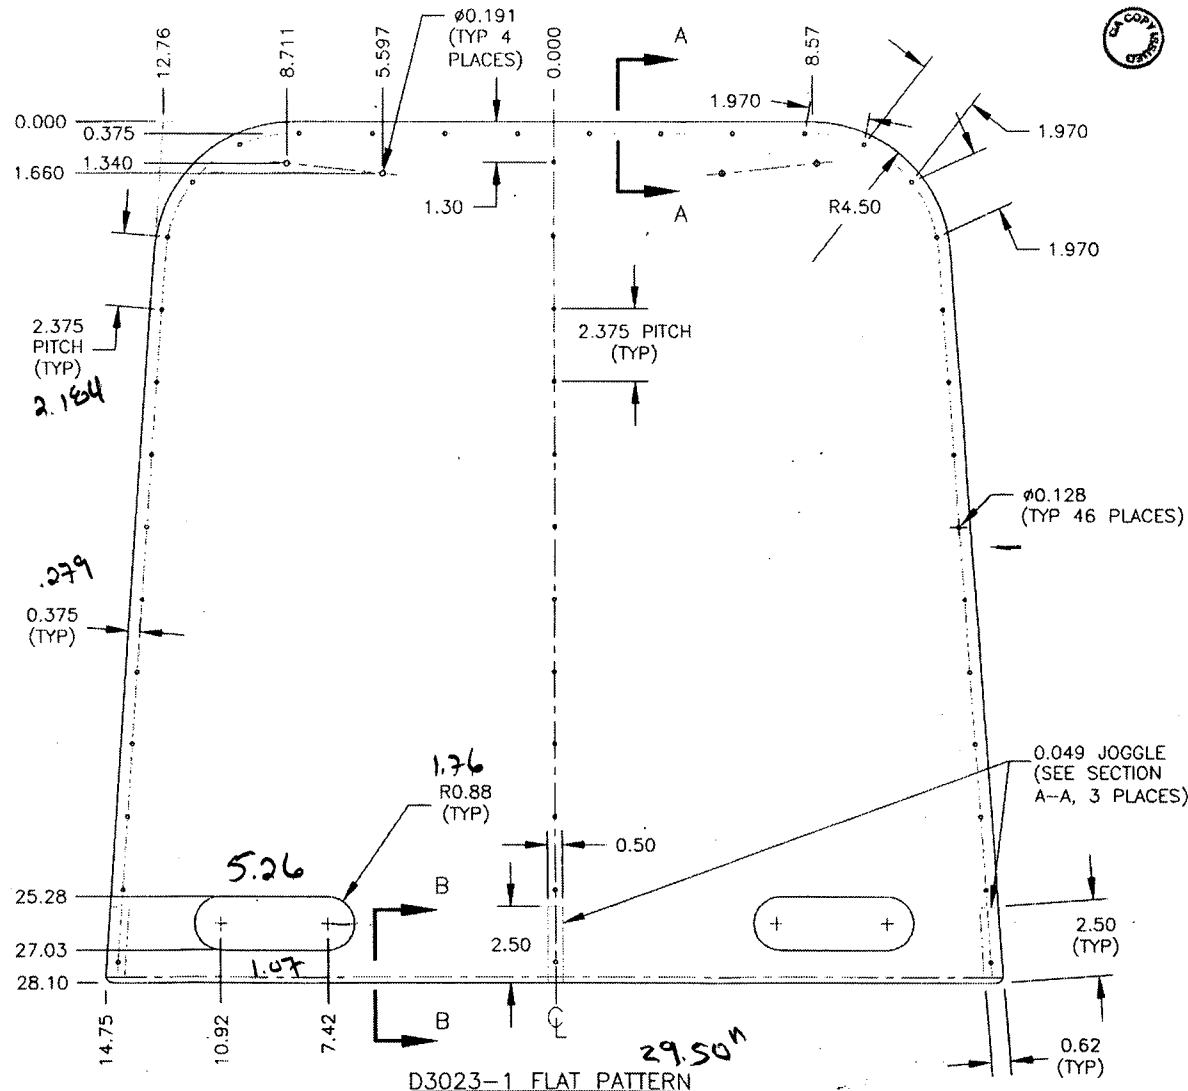 12.76
8.711
ø0.191
(TYP 4
PLACES)
5.597
0.000
A
8.57
COPY ISSUED
0.000
0.375
1.970
1.970
1.340
1.660
1.30
A
R4.50
1.970
2.375
PITCH
(TYP)
2.184
2.375 PITCH
(TYP)
ø0.128
(TYP 46 PLACES)
.279
0.375
(TYP)
1.76
R0.88
(TYP)
0.049 JOGGLE
(SEE SECTION
A-A, 3 PLACES)
0.50
5.26
25.28
B
2.50
2.50
(TYP)
27.03
1.07
28.10
14.75
10.92
7.42
B
CL
29.50"
0.62
(TYP)
D3023-1 FLAT PATTERN